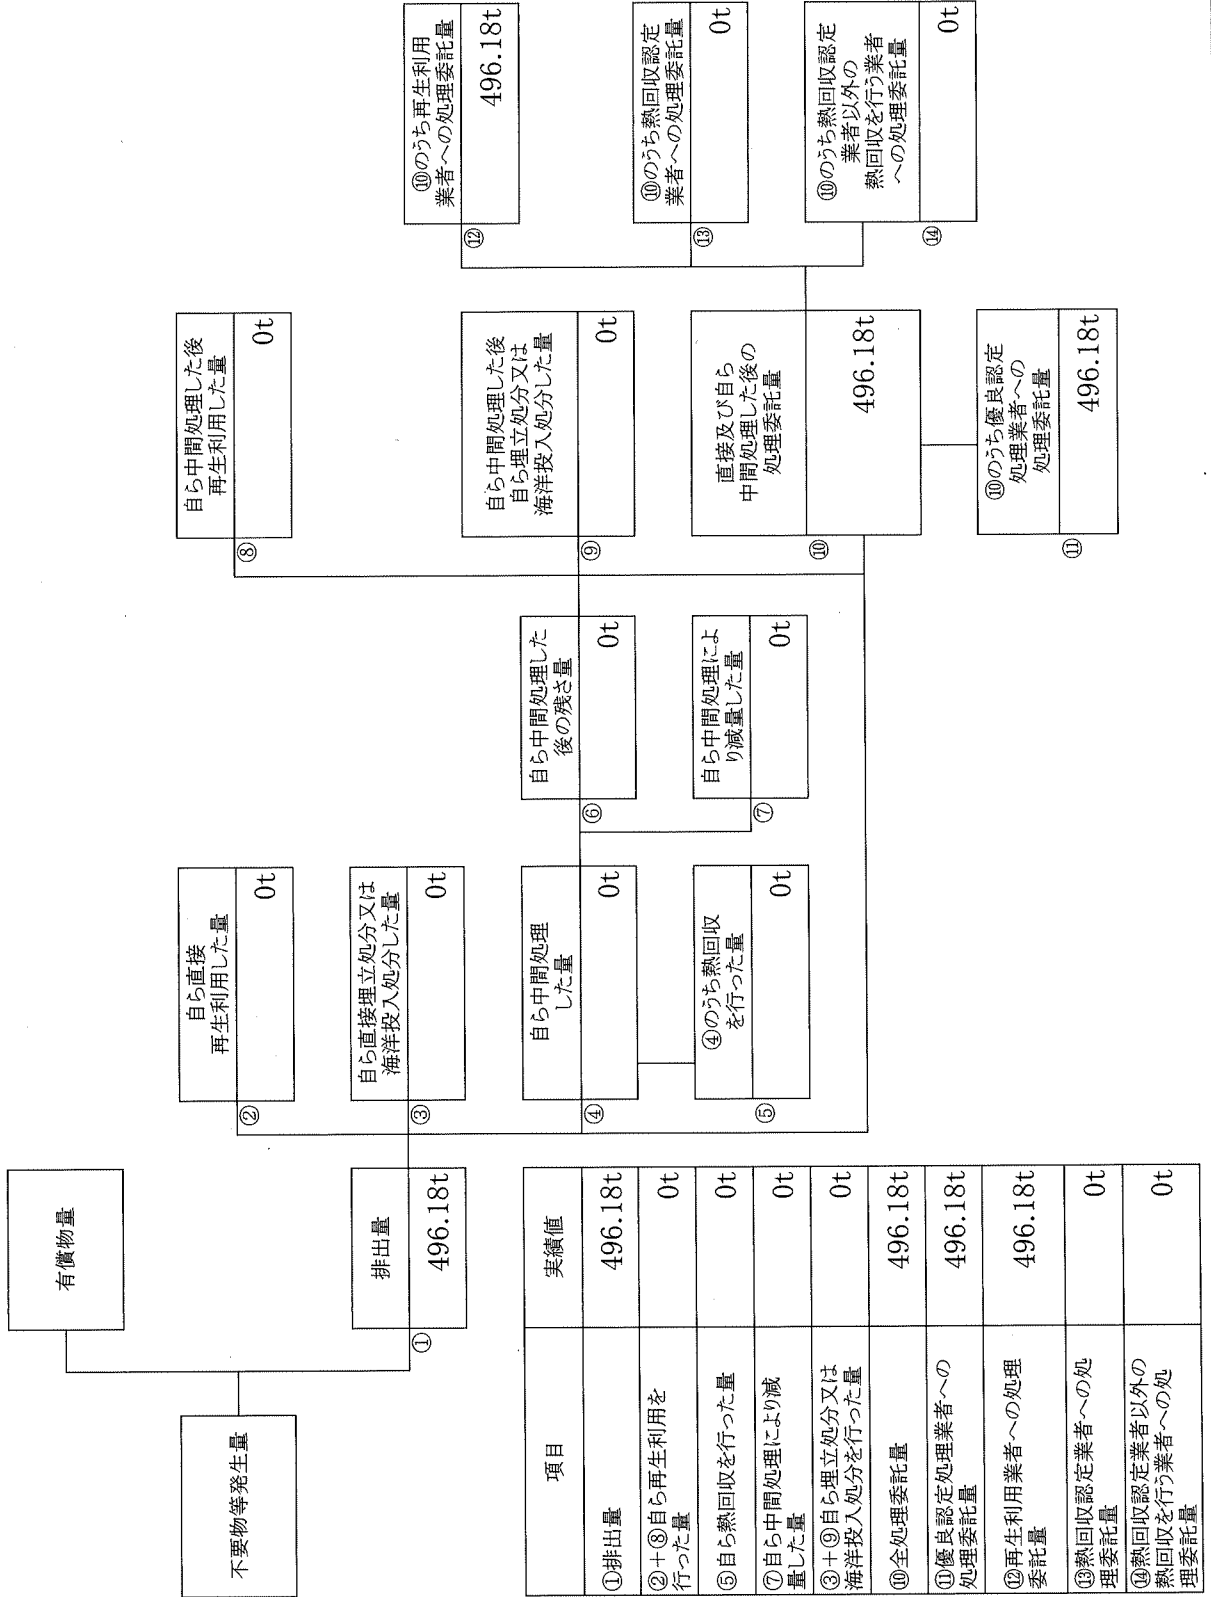 不要物等発生量
有償物量
①
排出量
496.18t
②
自ら直接
再生利用した量
0t
③
自ら直接埋立処分又は
海洋投入処分した量
0t
④
自ら中間処理
した量
0t
⑤
④のうち熱回収
を行った量
0t
⑥
自ら中間処理した
後の残さ量
0t
⑦
自ら中間処理によ
り減量した量
0t
⑧
自ら中間処理した後
再生利用した量
0t
⑨
自ら中間処理した後
自ら埋立処分又は
海洋投入処分した量
0t
⑩
直接及び自ら
中間処理した後の
処理委託量
496.18t
⑪
⑩のうち優良認定
処理業者への
処理委託量
496.18t
⑫
⑩のうち再生利用
業者への処理委託量
496.18t
⑬
⑩のうち熱回収認定
業者への処理委託量
0t
⑭
⑩のうち熱回収認定
業者以外の
熱回収を行う業者
への処理委託量
0t
項目
実績値
①排出量
496.18t
②+⑧自ら再生利用を
行った量
0t
⑤自ら熱回収を行った量
0t
⑦自ら中間処理により減
量した量
0t
③+⑨自ら埋立処分又は
海洋投入処分を行った量
0t
⑩全処理委託量
496.18t
⑪優良認定処理業者への
処理委託量
496.18t
⑫再生利用業者への処理
委託量
496.18t
⑬熱回収認定業者への処
理委託量
0t
⑭熱回収認定業者以外の
熱回収を行う業者への処
理委託量
0t